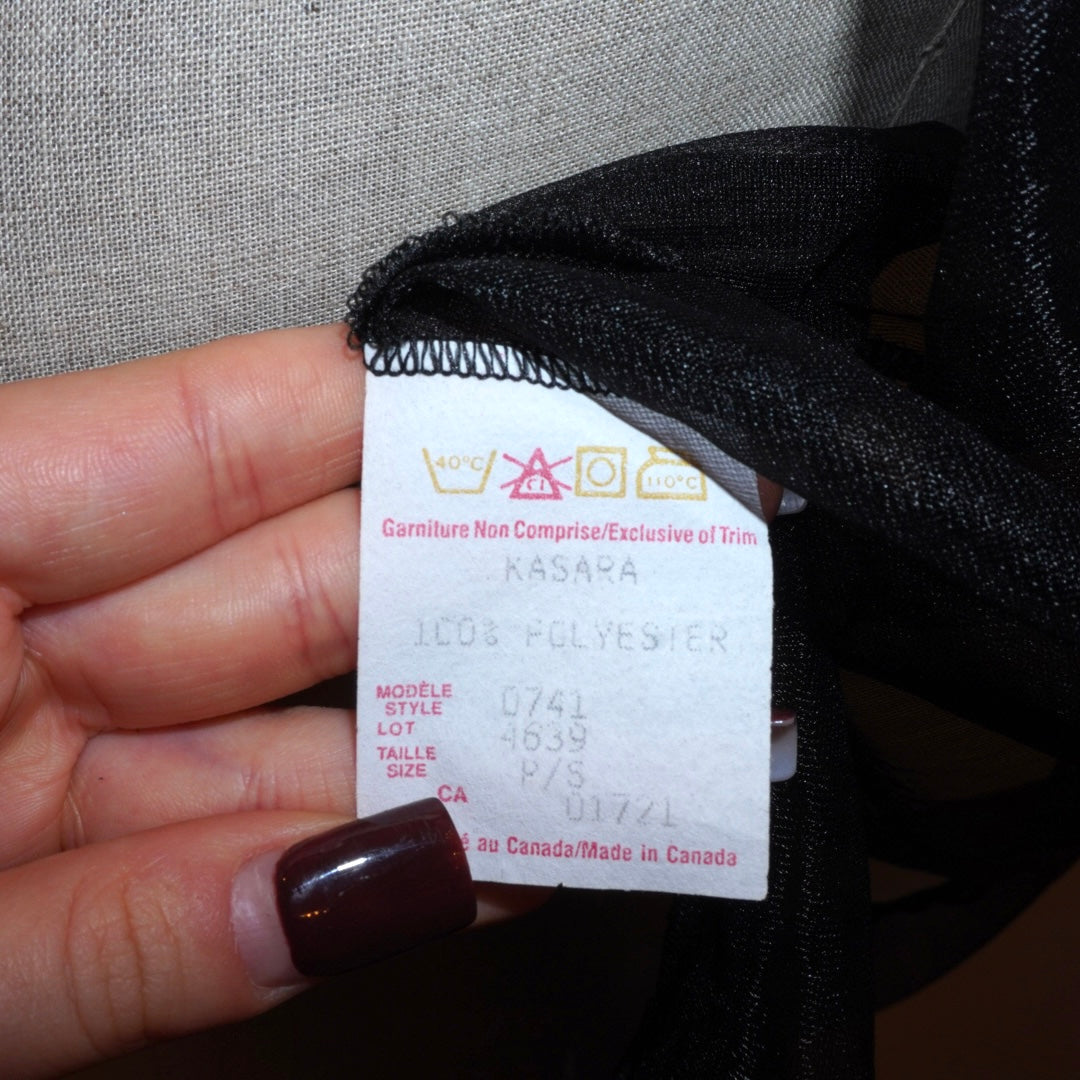 40°C CI 110°C
Garniture Non Comprise/Exclusive of Trim
KASARA
100% POLYESTER
MODÈLE
STYLE 0741
LOT 4639
TAILLE
SIZE P/S
CA 01721
é au Canada/Made in Canada